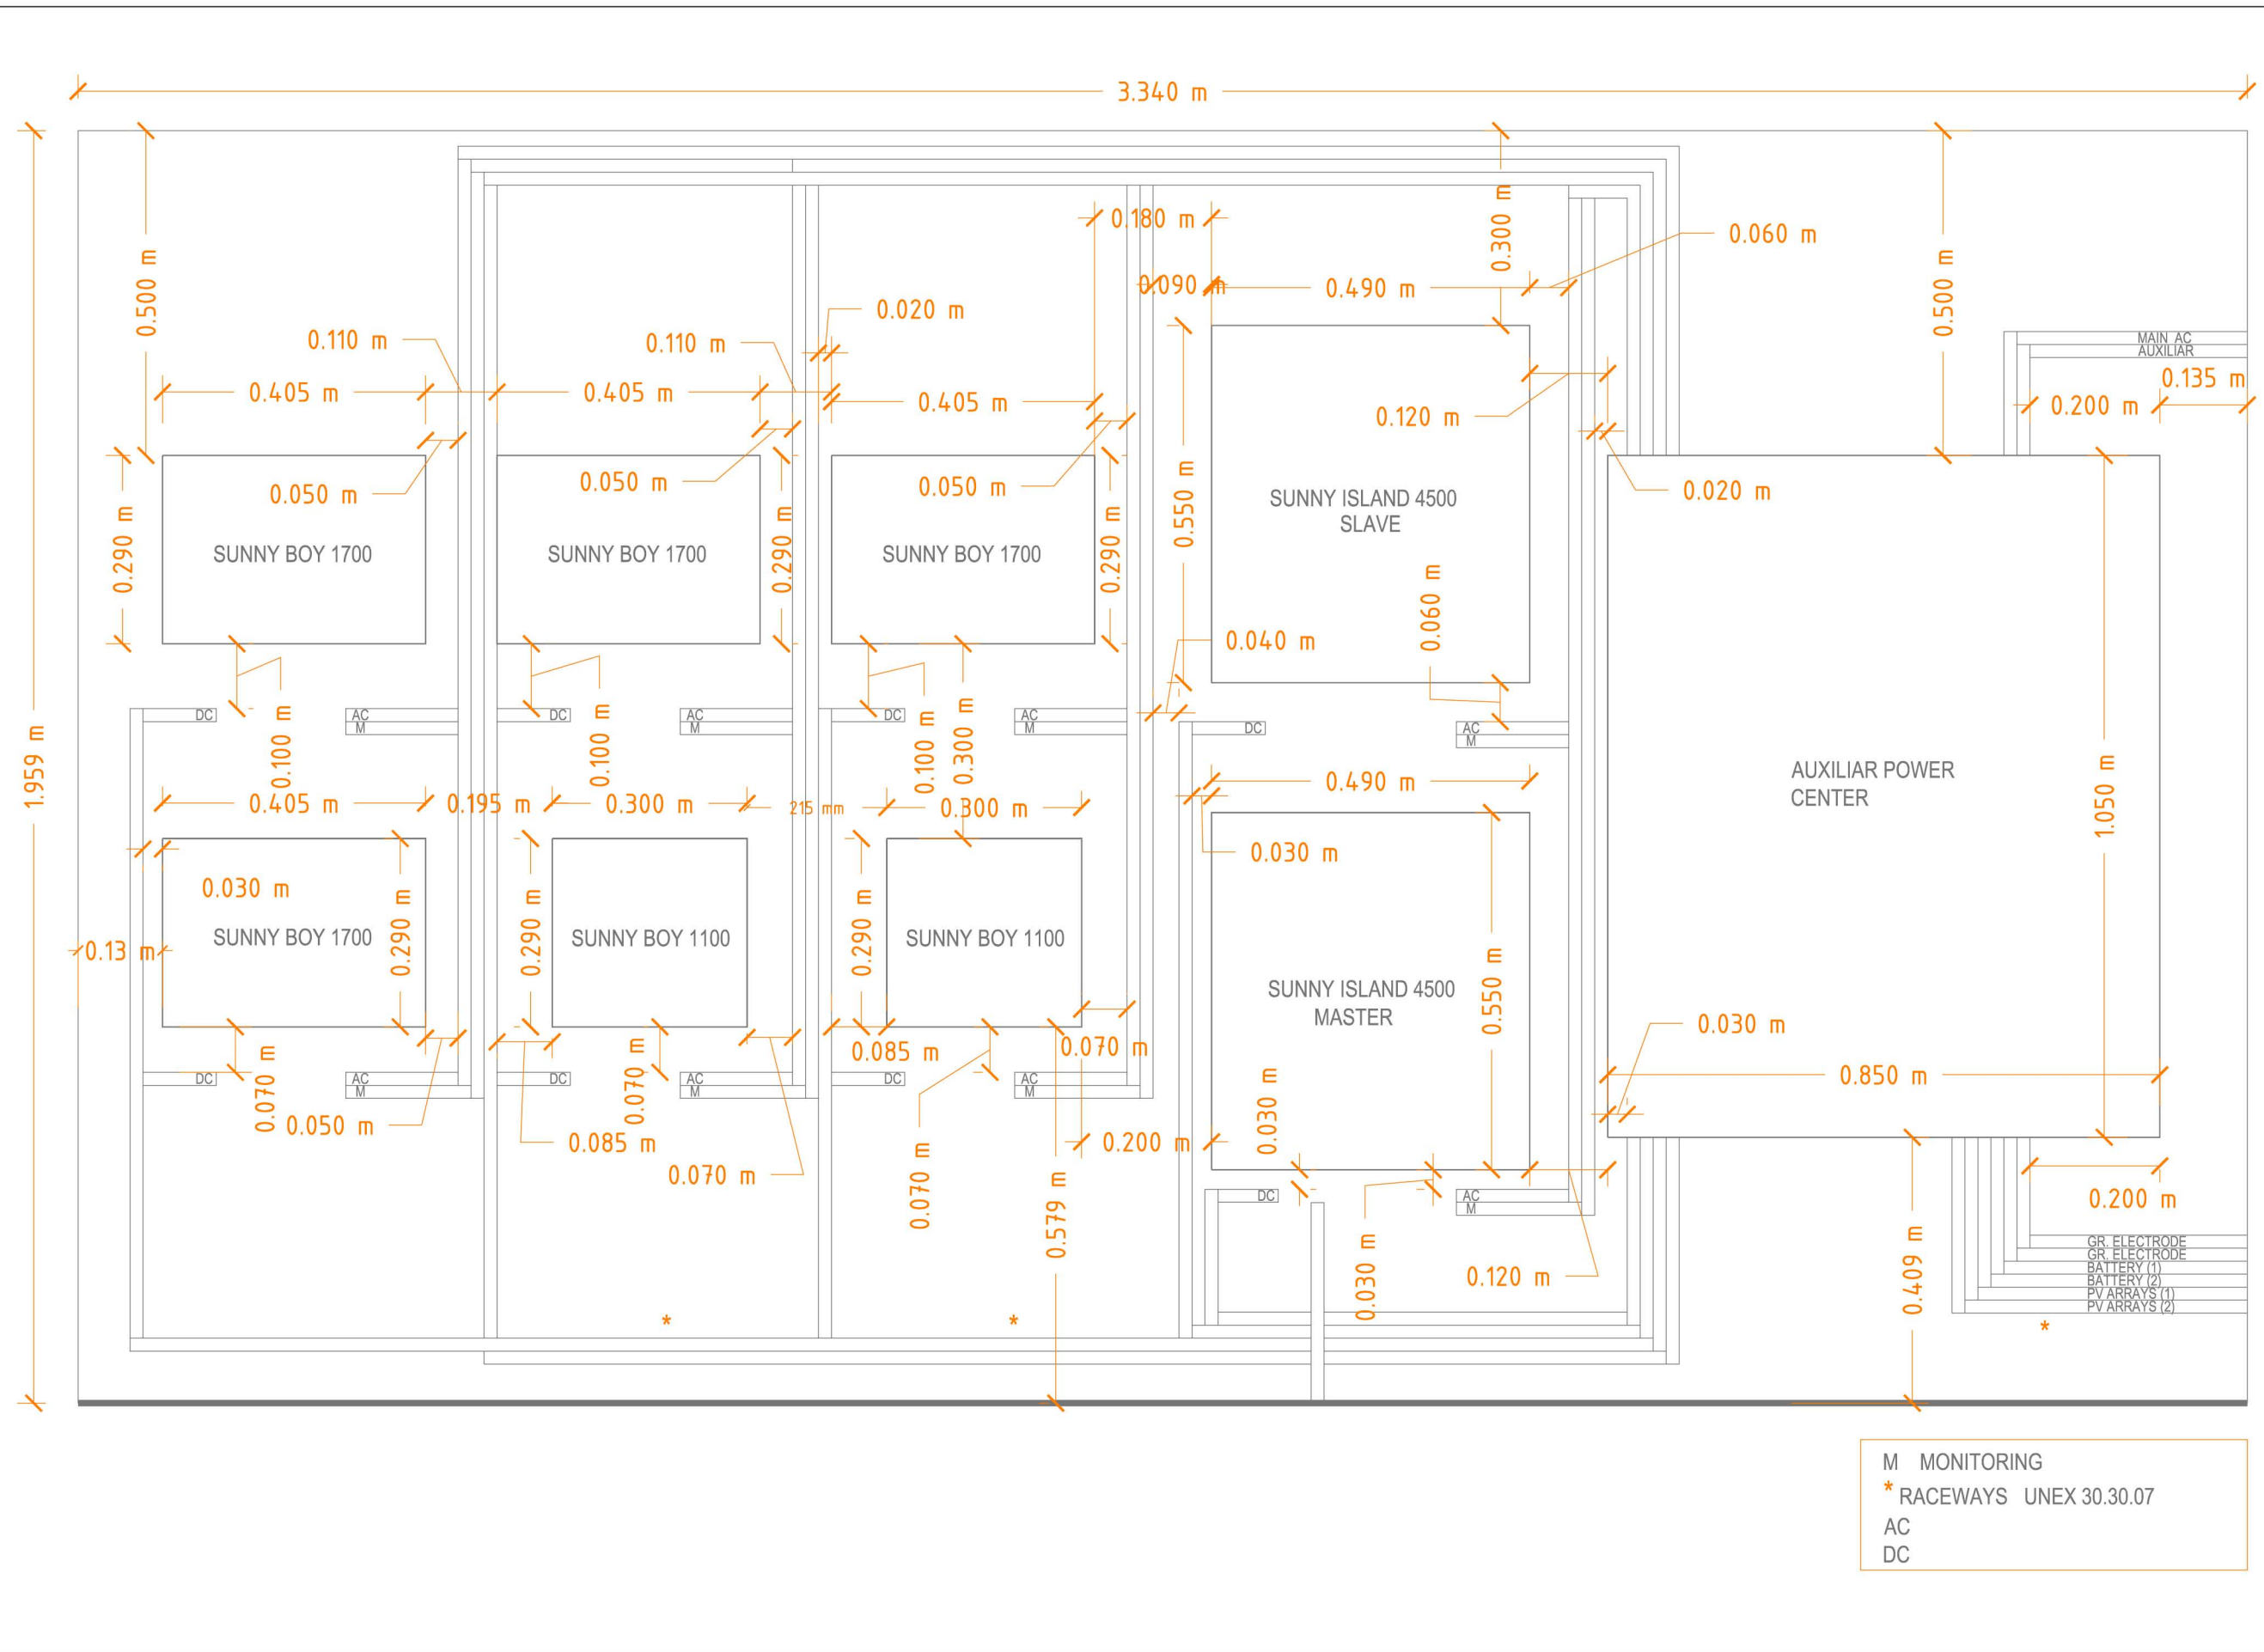 3.340 m
0.180 m
0.300 m
0.060 m
0.500 m
0.500 m
0.090 m
0.490 m
0.020 m
0.110 m
0.110 m
MAIN AC
AUXILIAR
0.135 m
0.405 m
0.405 m
0.405 m
0.120 m
0.200 m
0.050 m
0.050 m
0.050 m
0.020 m
0.550 m
SUNNY ISLAND 4500
SLAVE
0.290 m
SUNNY BOY 1700
SUNNY BOY 1700
0.290 m
SUNNY BOY 1700
0.290 m
0.060 m
0.040 m
DC
AC
M
DC
AC
M
DC
AC
M
DC
AC
M
0.100 m
0.100 m
0.100 m
0.300 m
1.959 m
AUXILIAR POWER
CENTER
1.050 m
0.490 m
0.405 m
0.195 m
0.300 m
215 mm
0.300 m
0.030 m
0.030 m
0.290 m
0.290 m
0.290 m
0.13 m
SUNNY BOY 1700
SUNNY BOY 1100
SUNNY BOY 1100
SUNNY ISLAND 4500
MASTER
0.550 m
0.030 m
0.085 m
0.070 m
0.850 m
DC
AC
M
DC
AC
M
DC
AC
M
0.070 m
0.050 m
0.070 m
0.085 m
0.070 m
0.070 m
0.200 m
0.030 m
0.579 m
DC
AC
M
0.200 m
0.030 m
0.120 m
0.409 m
GR. ELECTRODE
GR. ELECTRODE
BATTERY (1)
BATTERY (2)
PV ARRAYS (1)
PV ARRAYS (2)
*
*
*
M MONITORING
* RACEWAYS UNEX 30.30.07
AC
DC